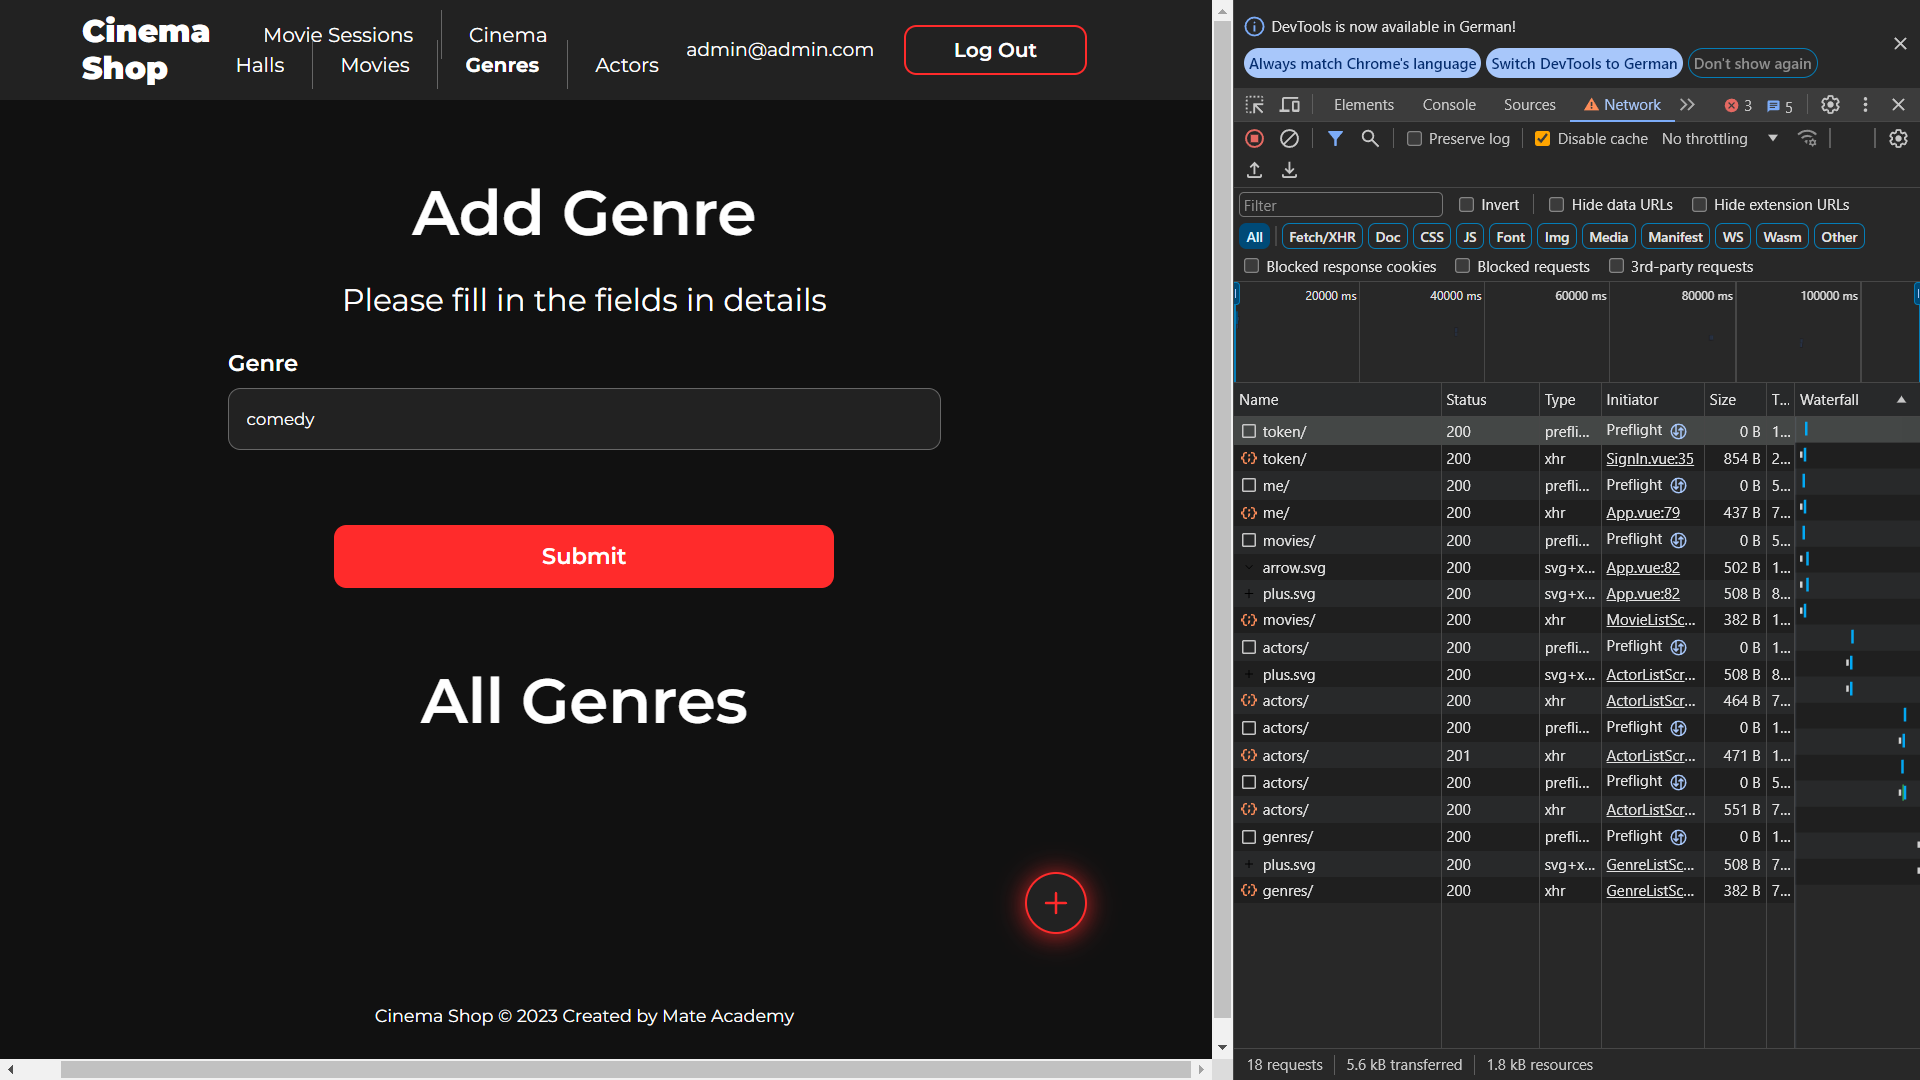 Cinema Shop
Movie Sessions
Cinema Halls
Movies
Genres
Actors
admin@admin.com
Log Out
Add Genre
Please fill in the fields in details
Genre
comedy
Submit
All Genres
Cinema Shop © 2023 Created by Mate Academy
DevTools is now available in German!
Always match Chrome's language
Switch DevTools to German
Don't show again
Elements Console Sources Network 3 5
Preserve log Disable cache No throttling
Filter Invert Hide data URLs Hide extension URLs
All Fetch/XHR Doc CSS JS Font Img Media Manifest WS Wasm Other
Blocked response cookies Blocked requests 3rd-party requests
20000 ms 40000 ms 60000 ms 80000 ms 100000 ms
Name Status Type Initiator Size T... Waterfall
token/ 200 prefli... Preflight 0 B 1...
token/ 200 xhr SignIn.vue:35 854 B 2...
me/ 200 prefli... Preflight 0 B 5...
me/ 200 xhr App.vue:79 437 B 7...
movies/ 200 prefli... Preflight 0 B 5...
arrow.svg 200 svg+x... App.vue:82 502 B 1...
plus.svg 200 svg+x... App.vue:82 508 B 8...
movies/ 200 xhr MovieListSc... 382 B 1...
actors/ 200 prefli... Preflight 0 B 1...
plus.svg 200 svg+x... ActorListScr... 508 B 8...
actors/ 200 xhr ActorListScr... 464 B 7...
actors/ 200 prefli... Preflight 0 B 1...
actors/ 201 xhr ActorListScr... 471 B 1...
actors/ 200 prefli... Preflight 0 B 5...
actors/ 200 xhr ActorListScr... 551 B 7...
genres/ 200 prefli... Preflight 0 B 1...
plus.svg 200 svg+x... GenreListSc... 508 B 7...
genres/ 200 xhr GenreListSc... 382 B 7...
18 requests 5.6 kB transferred 1.8 kB resources